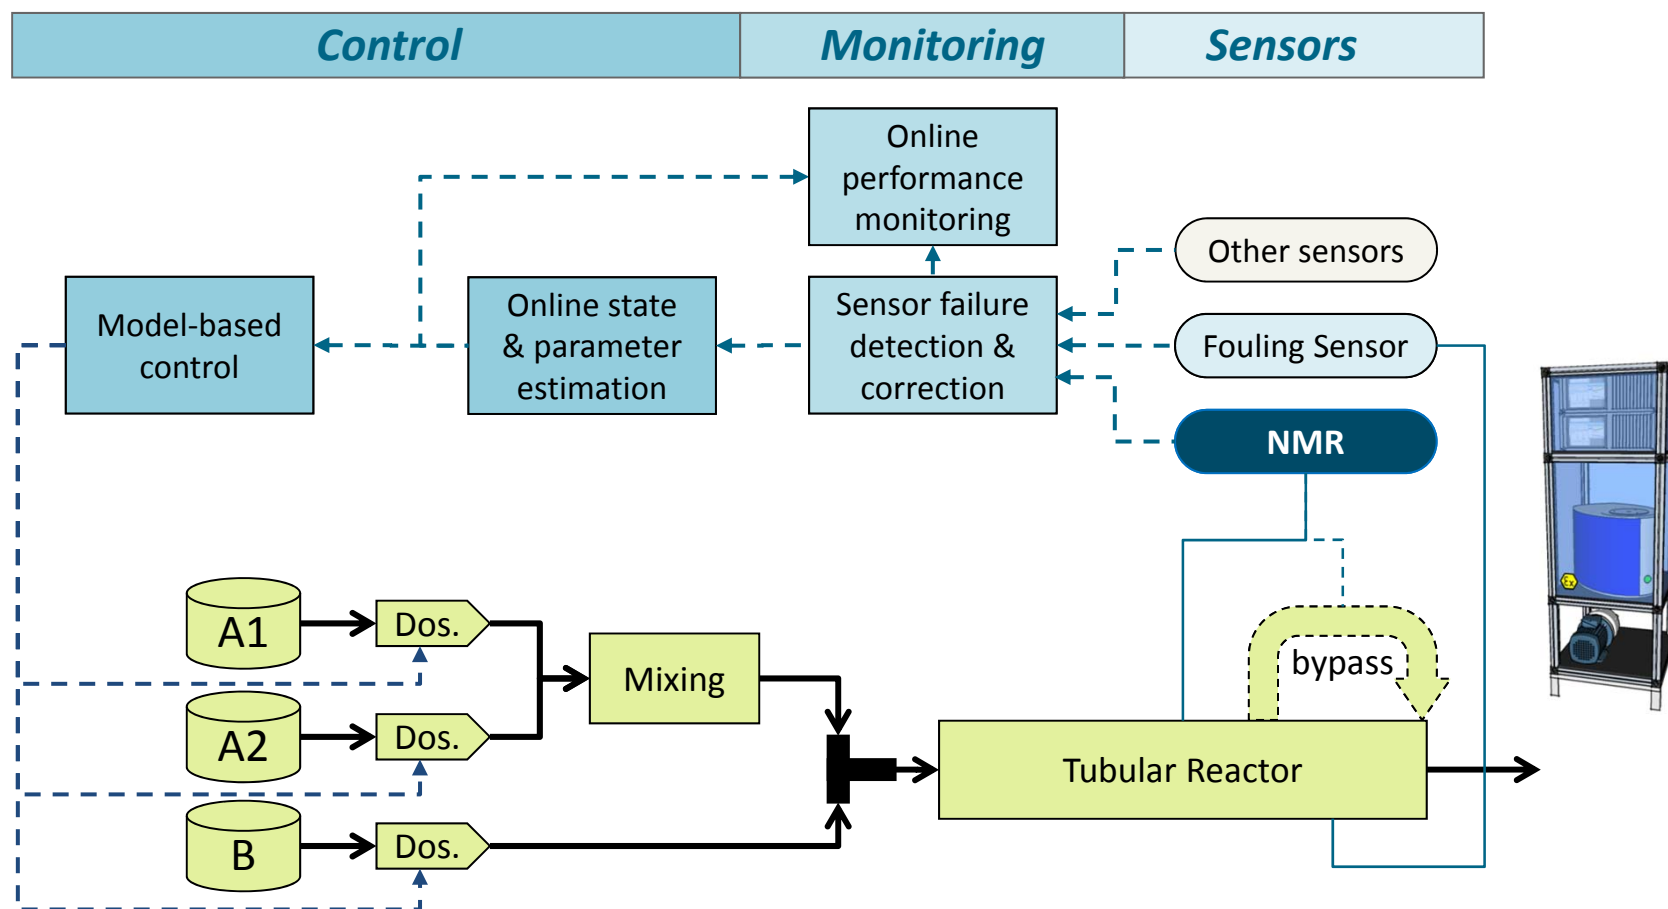 Control
Monitoring
Sensors
Online
performance
monitoring
Other sensors
Model-based
control
Online state
& parameter
estimation
Sensor failure
detection &
correction
Fouling Sensor
NMR
Ex
A1
Dos.
Mixing
bypass
A2
Dos.
Tubular Reactor
B
Dos.